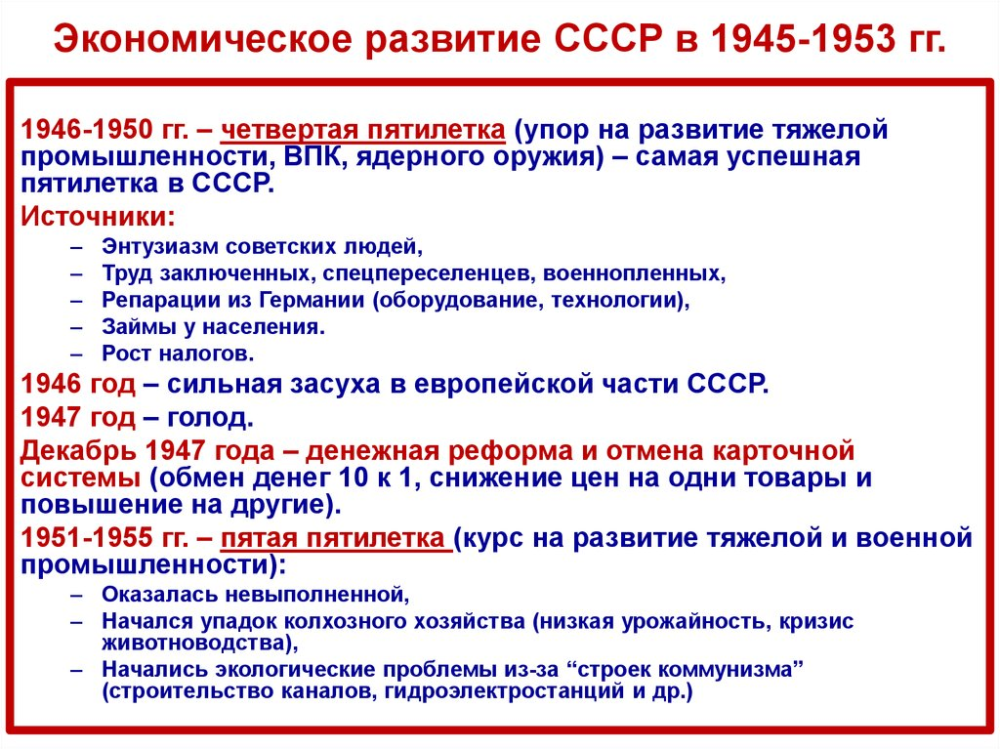 Экономическое развитие СССР в 1945-1953 гг.
1946-1950 гг. – четвертая пятилетка (упор на развитие тяжелой
промышленности, ВПК, ядерного оружия) – самая успешная
пятилетка в СССР.
Источники:
– Энтузиазм советских людей,
– Труд заключенных, спецпереселенцев, военнопленных,
– Репарации из Германии (оборудование, технологии),
– Займы у населения.
– Рост налогов.
1946 год – сильная засуха в европейской части СССР.
1947 год – голод.
Декабрь 1947 года – денежная реформа и отмена карточной
системы (обмен денег 10 к 1, снижение цен на одни товары и
повышение на другие).
1951-1955 гг. – пятая пятилетка (курс на развитие тяжелой и военной
промышленности):
– Оказалась невыполненной,
– Начался упадок колхозного хозяйства (низкая урожайность, кризис
животноводства),
– Начались экологические проблемы из-за “строек коммунизма”
(строительство каналов, гидроэлектростанций и др.)